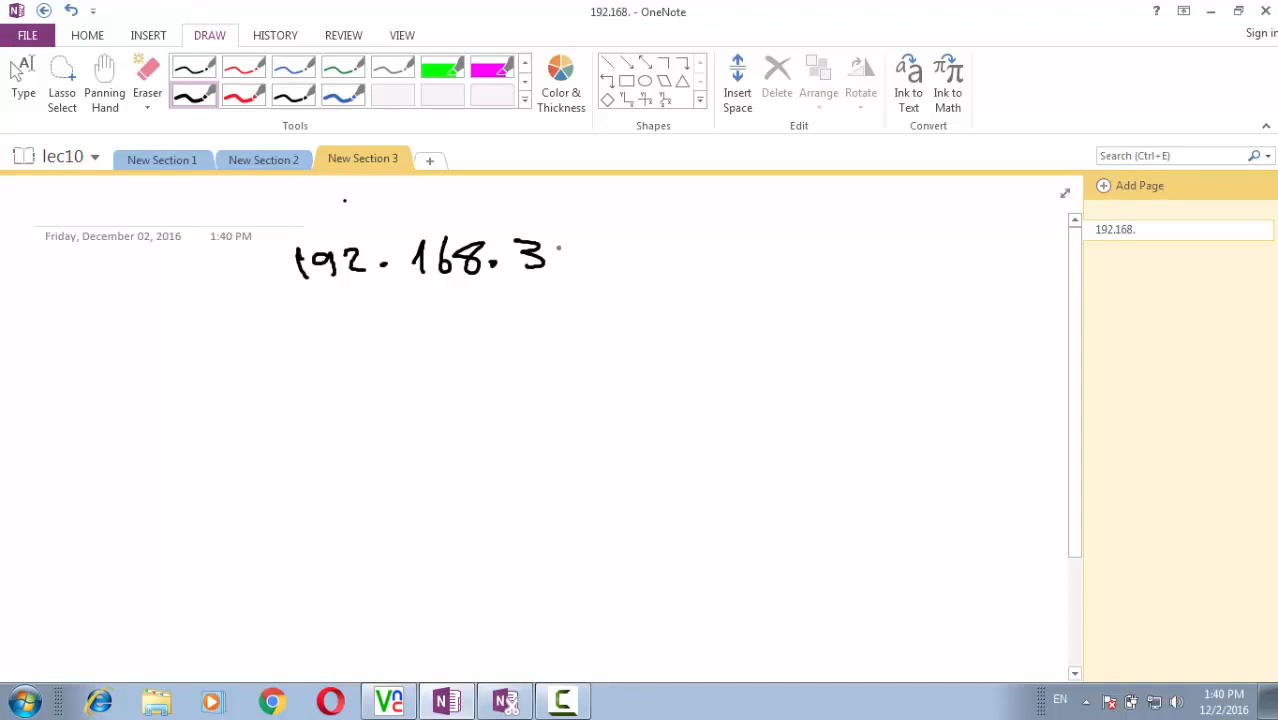 192.168. - OneNote
? 
FILE HOME INSERT DRAW HISTORY REVIEW VIEW Sign in
Type Lasso Select Panning Hand Eraser Color & Thickness Insert Space Delete Arrange Rotate Ink to Text Ink to Math
Tools Shapes Edit Convert
lec10 New Section 1 New Section 2 New Section 3 + Search (Ctrl+E)
Add Page
192.168.
Friday, December 02, 2016 1:40 PM
192.168.3
EN 1:40 PM
12/2/2016